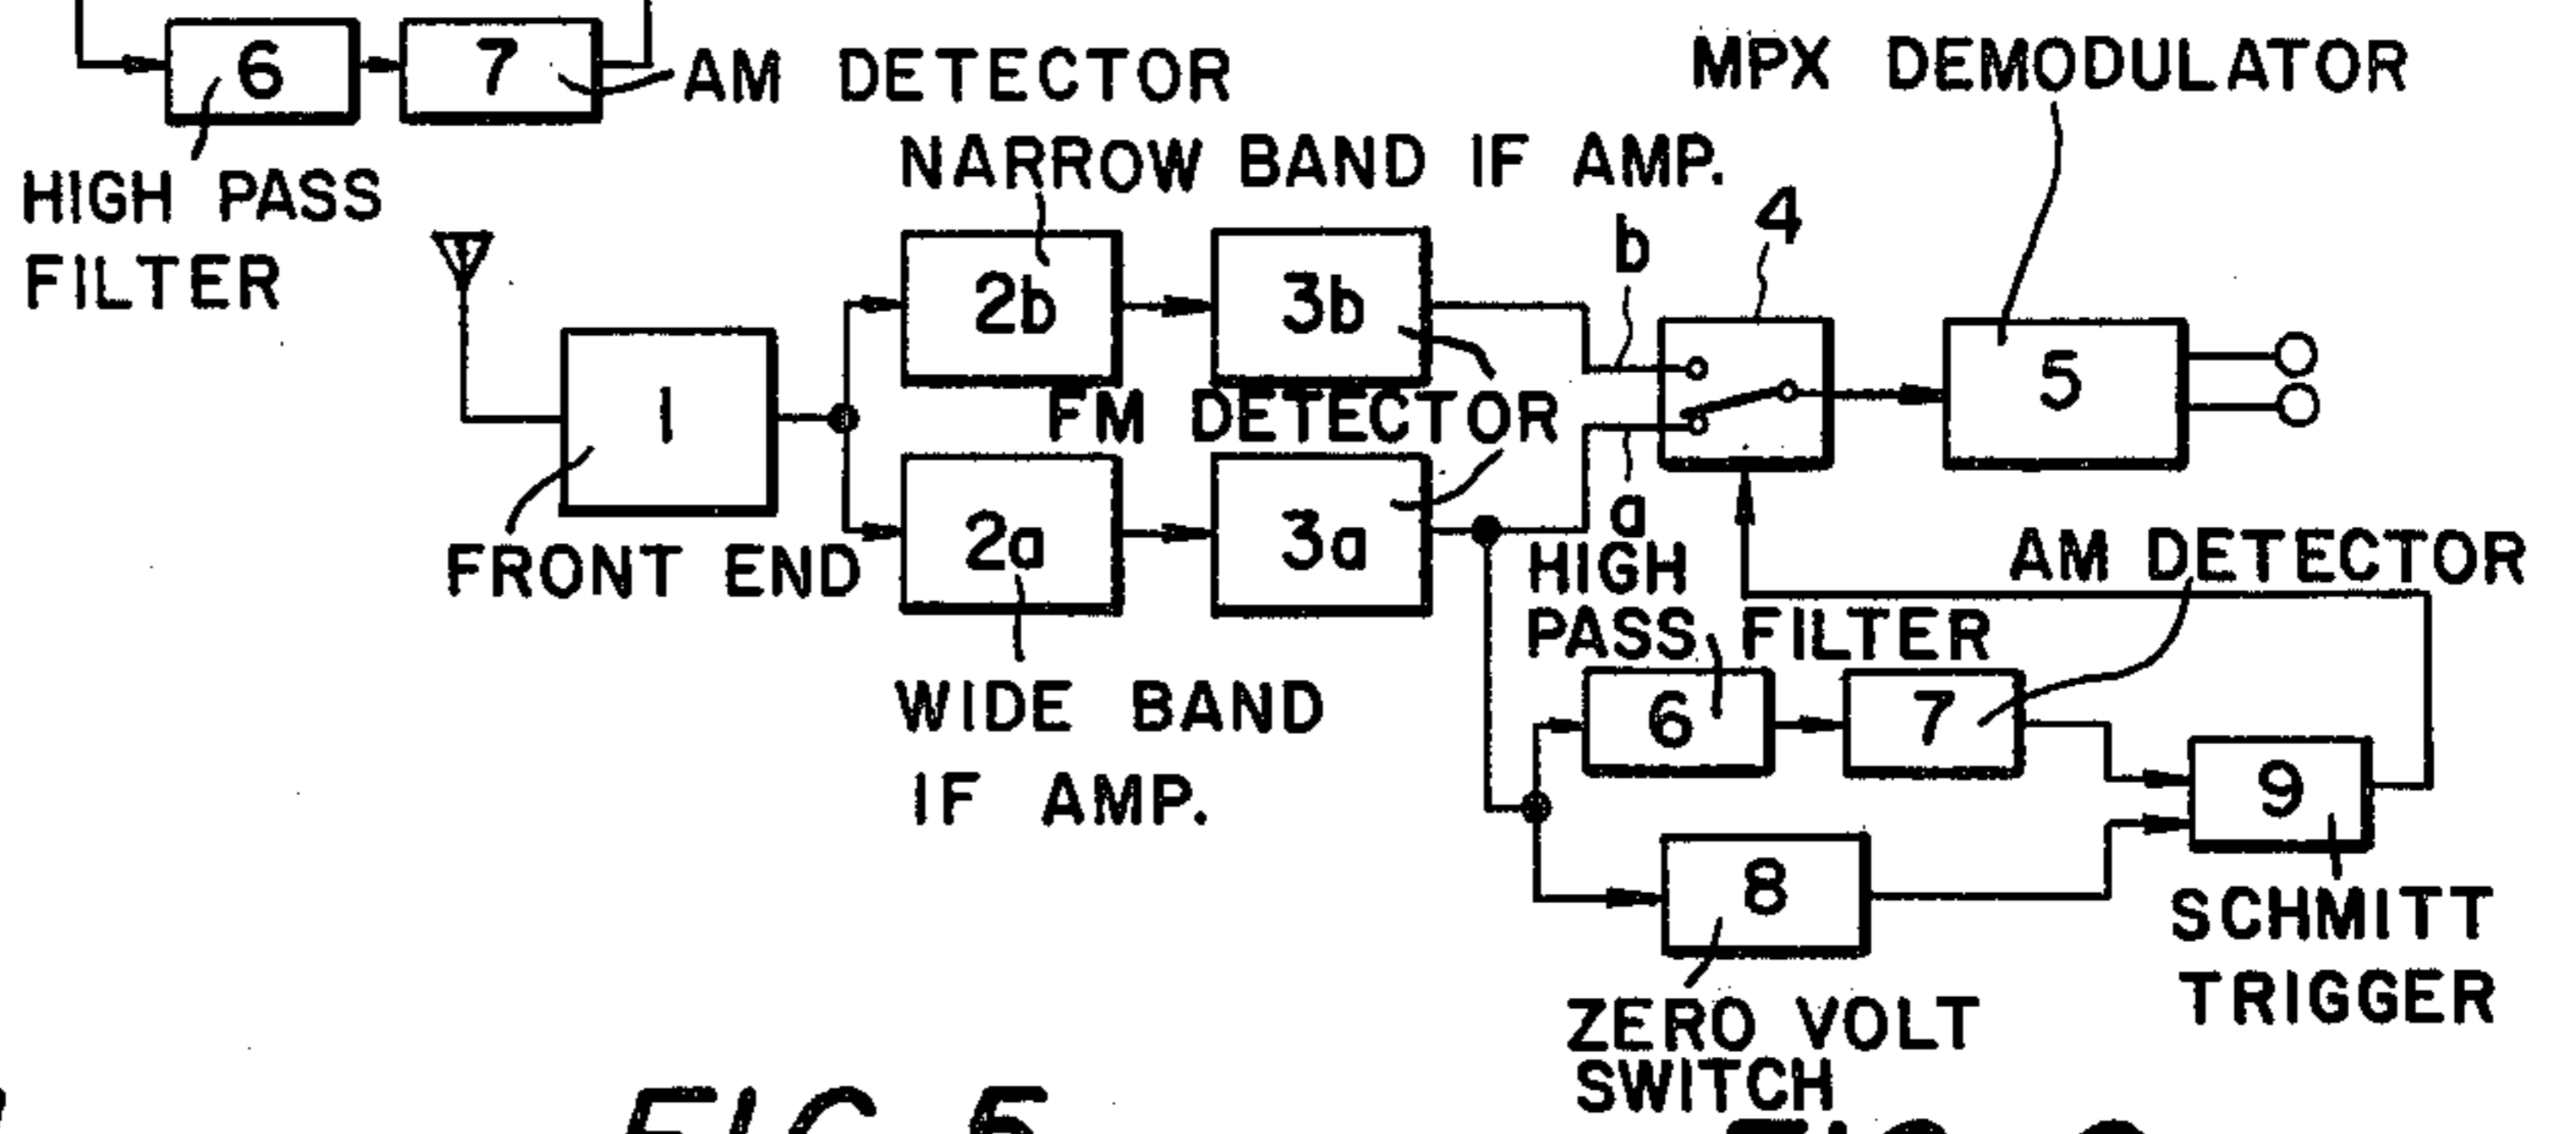 6
7
AM DETECTOR
HIGH PASS
FILTER
MPX DEMODULATOR
NARROW BAND IF AMP.
b
4
2b
3b
1
5
FM DETECTOR
FRONT END
2a
3a
a
HIGH
PASS FILTER
AM DETECTOR
WIDE BAND
IF AMP.
6
7
9
8
SCHMITT
TRIGGER
ZERO VOLT
SWITCH